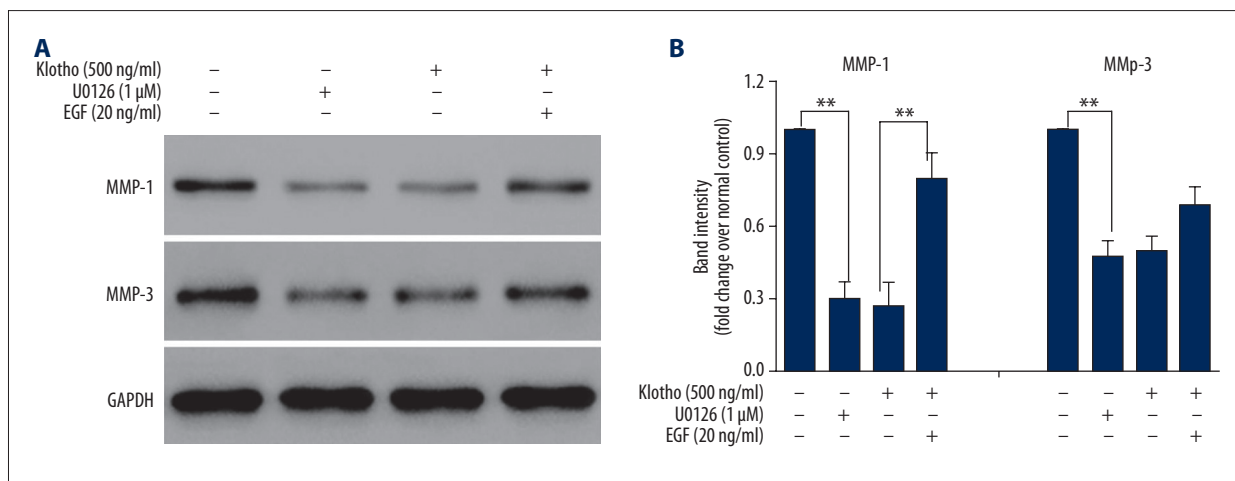 A
Klotho (500 ng/ml) – – + +
U0126 (1 µM) – + – –
EGF (20 ng/ml) – – – +
MMP-1
MMP-3
GAPDH
B
MMP-1 MMp-3
Band intensity
(fold change over normal control)
1.2
0.9
0.6
0.3
0.0
** ** **
Klotho (500 ng/ml) – – + + – – + +
U0126 (1 µM) – + – – – + – –
EGF (20 ng/ml) – – – + – – – +